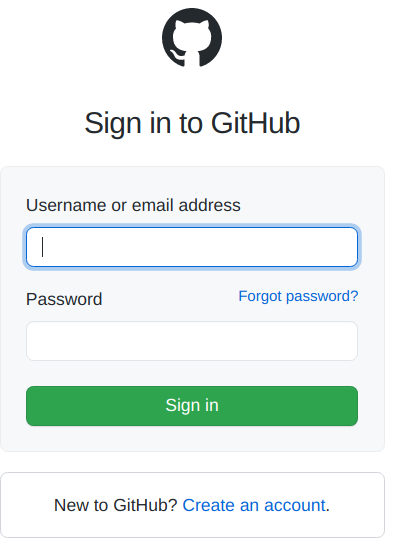 Sign in to GitHub
Username or email address
Password Forgot password?
Sign in
New to GitHub? Create an account.